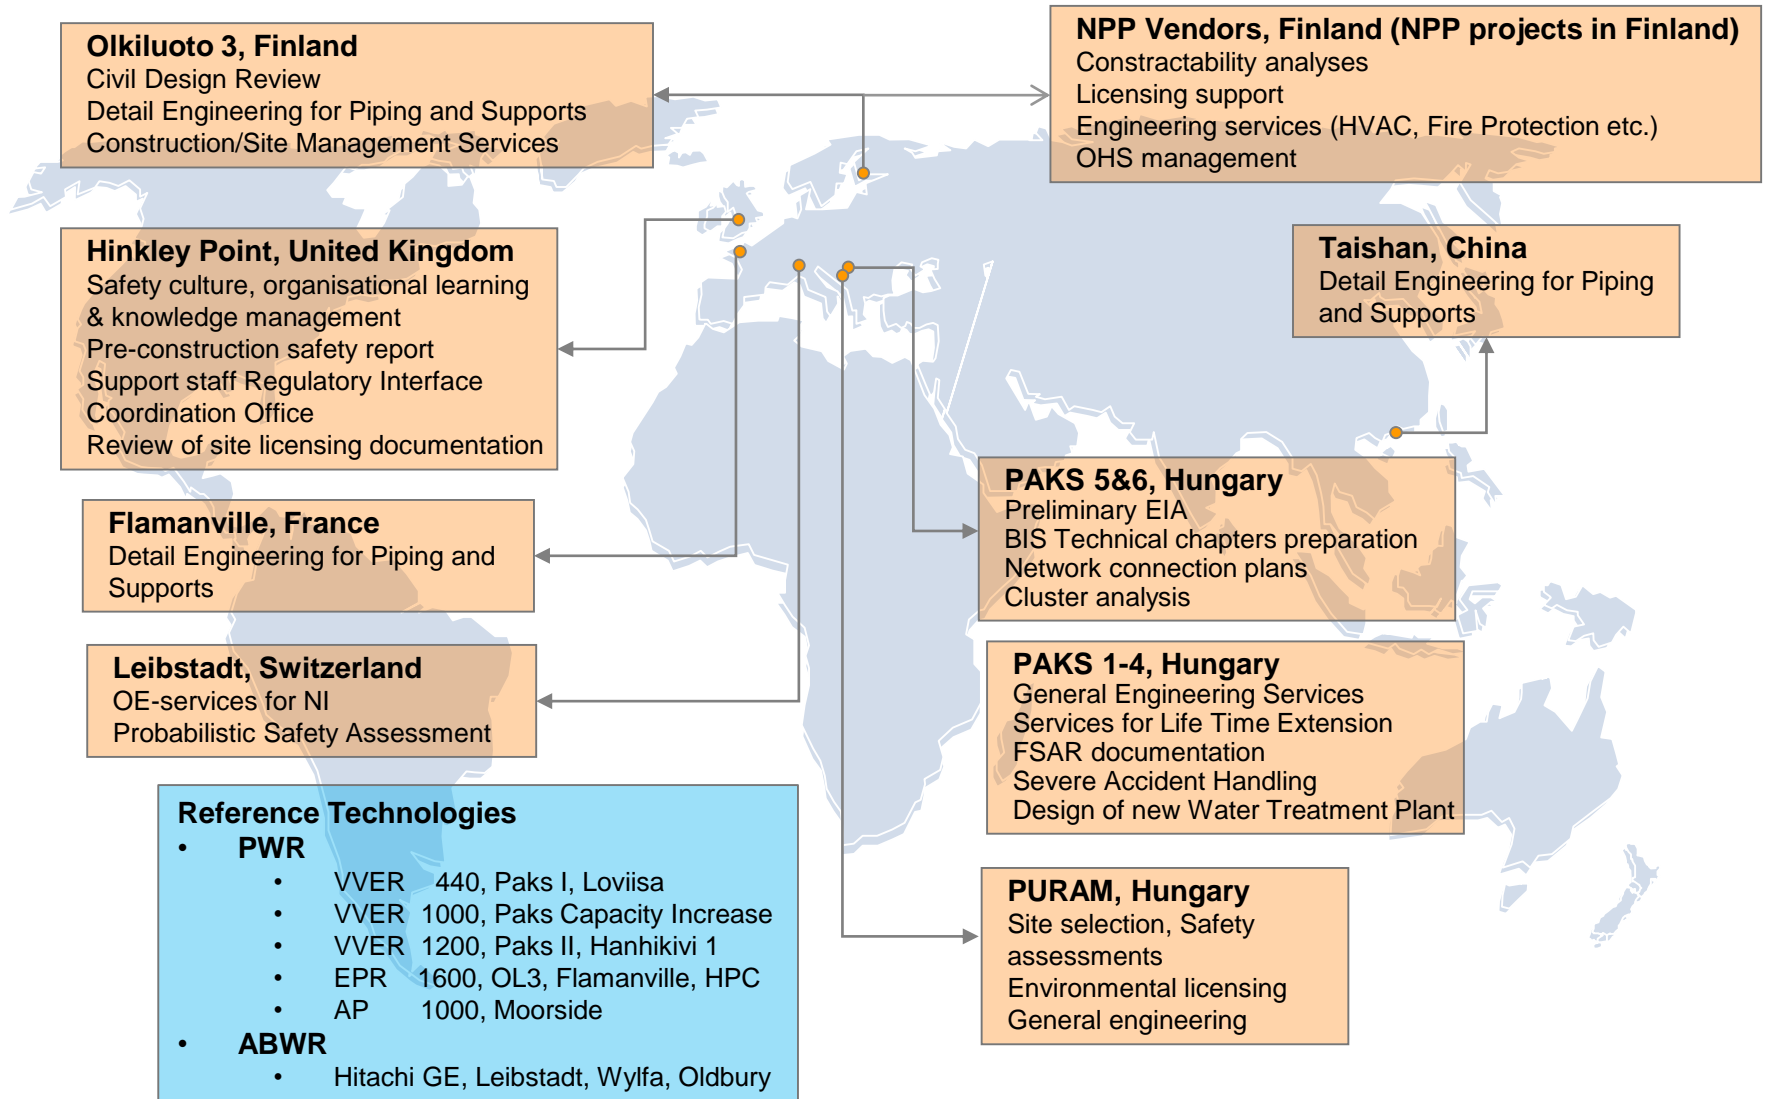 Olkiluoto 3, Finland
Civil Design Review
Detail Engineering for Piping and Supports
Construction/Site Management Services
NPP Vendors, Finland (NPP projects in Finland)
Constractability analyses
Licensing support
Engineering services (HVAC, Fire Protection etc.)
OHS management
Hinkley Point, United Kingdom
Safety culture, organisational learning
& knowledge management
Pre-construction safety report
Support staff Regulatory Interface
Coordination Office
Review of site licensing documentation
Taishan, China
Detail Engineering for Piping
and Supports
Flamanville, France
Detail Engineering for Piping and
Supports
PAKS 5&6, Hungary
Preliminary EIA
BIS Technical chapters preparation
Network connection plans
Cluster analysis
Leibstadt, Switzerland
OE-services for NI
Probabilistic Safety Assessment
PAKS 1-4, Hungary
General Engineering Services
Services for Life Time Extension
FSAR documentation
Severe Accident Handling
Design of new Water Treatment Plant
Reference Technologies
• PWR
• VVER 440, Paks I, Loviisa
• VVER 1000, Paks Capacity Increase
• VVER 1200, Paks II, Hanhikivi 1
• EPR 1600, OL3, Flamanville, HPC
• AP 1000, Moorside
• ABWR
• Hitachi GE, Leibstadt, Wylfa, Oldbury
PURAM, Hungary
Site selection, Safety
assessments
Environmental licensing
General engineering